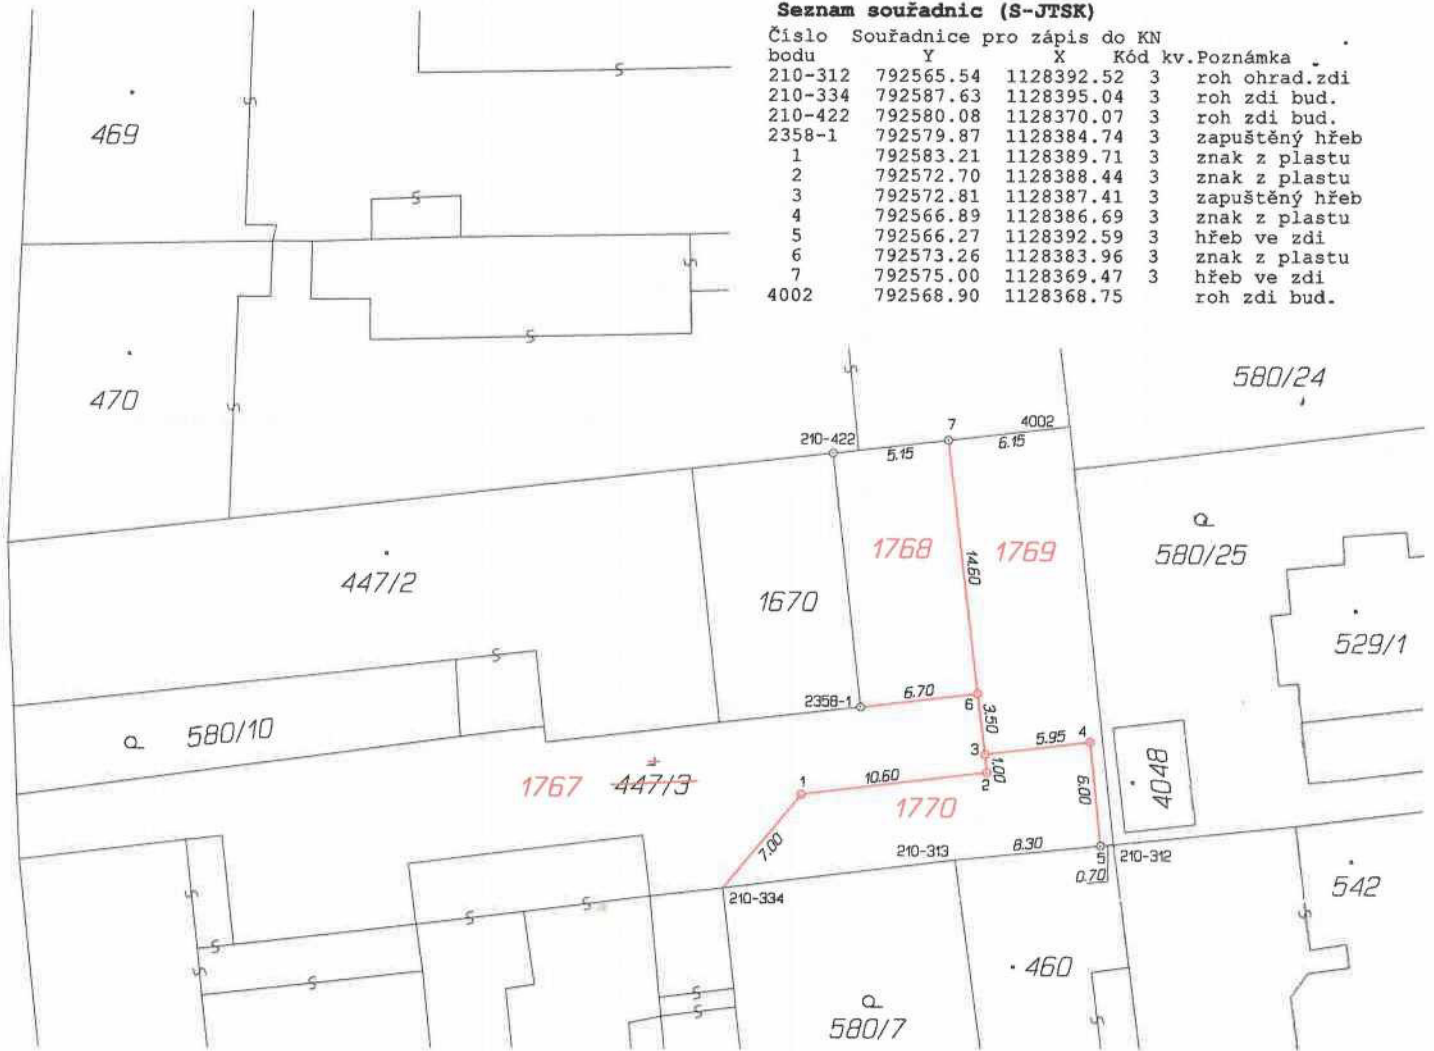 Seznam souřadnic (S-JTSK)
Číslo Souřadnice pro zápis do KN
bodu Y X Kód kv. Poznámka
210-312 792565.54 1128392.52 3 roh ohrad.zdi
210-334 792587.63 1128395.04 3 roh zdi bud.
210-422 792580.08 1128370.07 3 roh zdi bud.
2358-1 792579.87 1128384.74 3 zapuštěný hřeb
1 792583.21 1128389.71 3 znak z plastu
2 792572.70 1128388.44 3 znak z plastu
3 792572.81 1128387.41 3 zapuštěný hřeb
4 792566.89 1128386.69 3 znak z plastu
5 792566.27 1128392.59 3 hřeb ve zdi
6 792573.26 1128383.96 3 znak z plastu
7 792575.00 1128369.47 3 hřeb ve zdi
4002 792568.90 1128368.75 roh zdi bud.
469
470
580/24
7
4002
210-422
5.15
6.15
1768
1769
14.60
580/25
447/2
1670
529/1
2358-1
6.70
6
3.50
580/10
3
5.95
4
1767
447/3
1
10.60
2
1.00
6.00
4048
1770
7.00
210-313
8.30
5
210-312
0.70
210-334
542
460
580/7